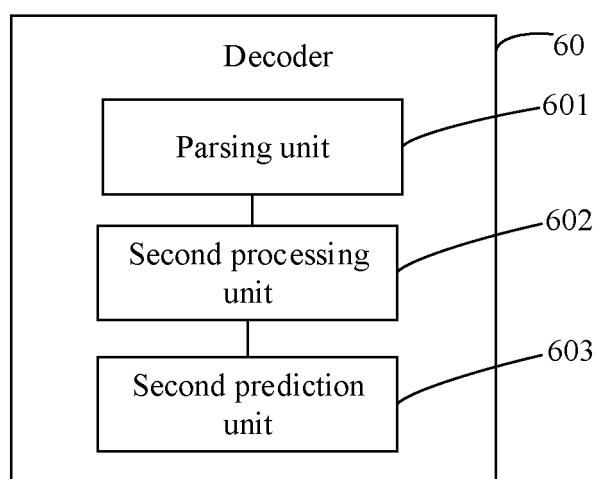 Decoder
60
Parsing unit
601
Second processing
unit
602
Second prediction
unit
603